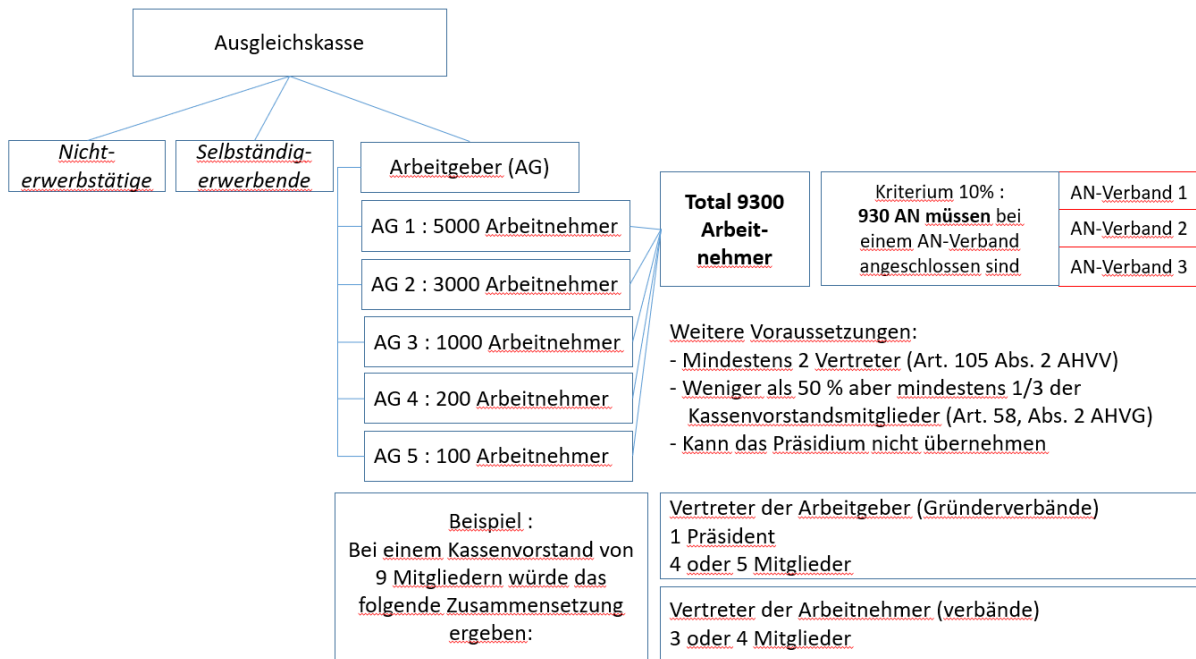 Ausgleichskasse
Nicht-
erwerbstätige
Selbständig-
erwerbende
Arbeitgeber (AG)
AG 1 : 5000 Arbeitnehmer
AG 2 : 3000 Arbeitnehmer
AG 3 : 1000 Arbeitnehmer
AG 4 : 200 Arbeitnehmer
AG 5 : 100 Arbeitnehmer
Total 9300
Arbeit-
nehmer
Kriterium 10% :
930 AN müssen bei
einem AN-Verband
angeschlossen sind
AN-Verband 1
AN-Verband 2
AN-Verband 3
Weitere Voraussetzungen:
- Mindestens 2 Vertreter (Art. 105 Abs. 2 AHVV)
- Weniger als 50 % aber mindestens 1/3 der
Kassenvorstandsmitglieder (Art. 58, Abs. 2 AHVG)
- Kann das Präsidium nicht übernehmen
Beispiel :
Bei einem Kassenvorstand von
9 Mitgliedern würde das
folgende Zusammensetzung
ergeben:
Vertreter der Arbeitgeber (Gründerverbände)
1 Präsident
4 oder 5 Mitglieder
Vertreter der Arbeitnehmer (verbände)
3 oder 4 Mitglieder